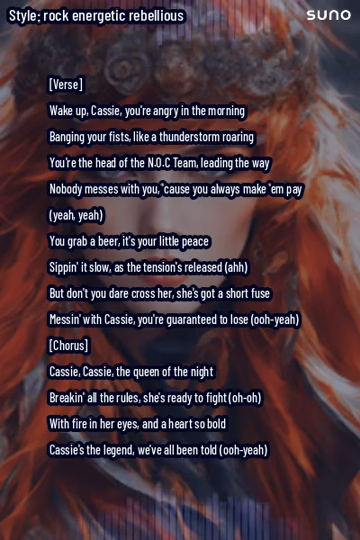 Style: rock energetic rebellious
suno
[Verse]
Wake up, Cassie, you're angry in the morning
Banging your fists, like a thunderstorm roaring
You're the head of the N.O.C Team, leading the way
Nobody messes with you, 'cause you always make 'em pay
(yeah, yeah)
You grab a beer, it's your little peace
Sippin' it slow, as the tension's released (ahh)
But don't you dare cross her, she's got a short fuse
Messin' with Cassie, you're guaranteed to lose (ooh-yeah)
[Chorus]
Cassie, Cassie, the queen of the night
Breakin' all the rules, she's ready to fight (oh-oh)
With fire in her eyes, and a heart so bold
Cassie's the legend, we've all been told (ooh-yeah)